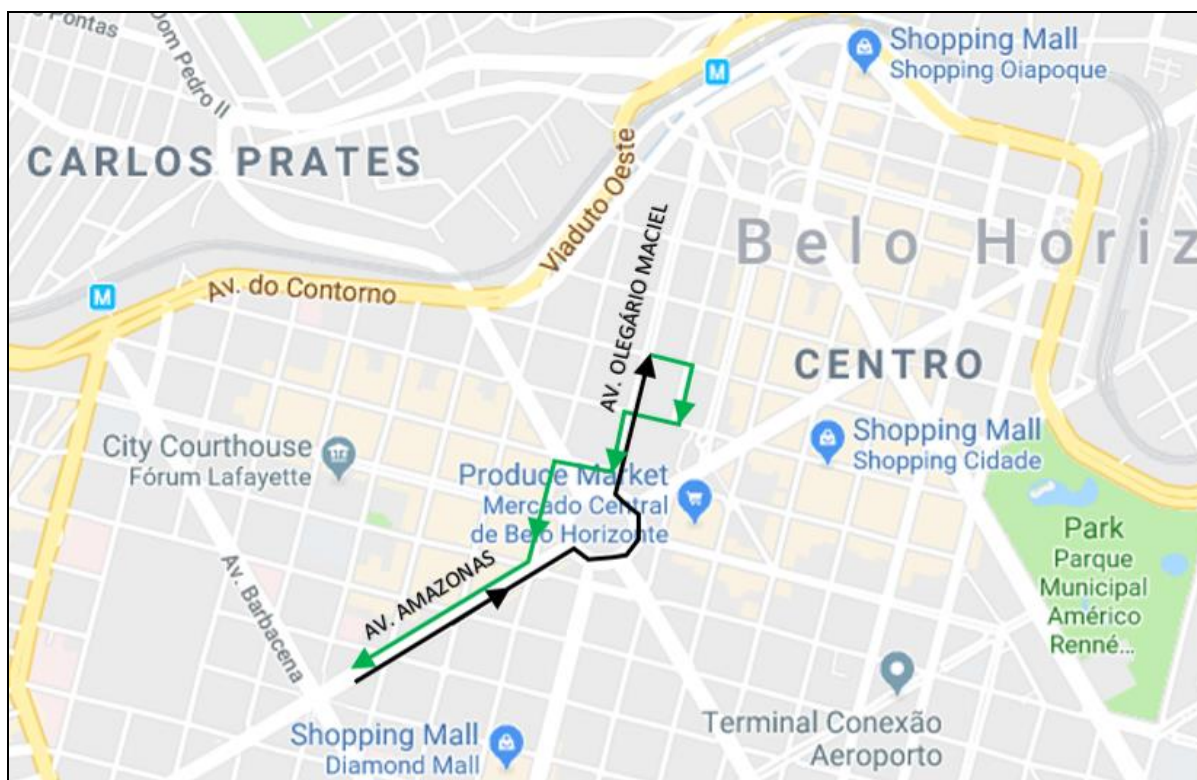 Pontas
Dom Pedro II
Shopping Mall
Shopping Oiapoque
CARLOS PRATES
Viaduto Oeste
Belo Horiz
Av. do Contorno
AV. OLEGÁRIO MACIEL
CENTRO
City Courthouse
Fórum Lafayette
Shopping Mall
Shopping Cidade
Produce Market
Mercado Central
de Belo Horizonte
Park
Parque
Municipal
Américo
Renné...
Av. Barbacena
AV. AMAZONAS
Terminal Conexão
Aeroporto
Shopping Mall
Diamond Mall
M
M